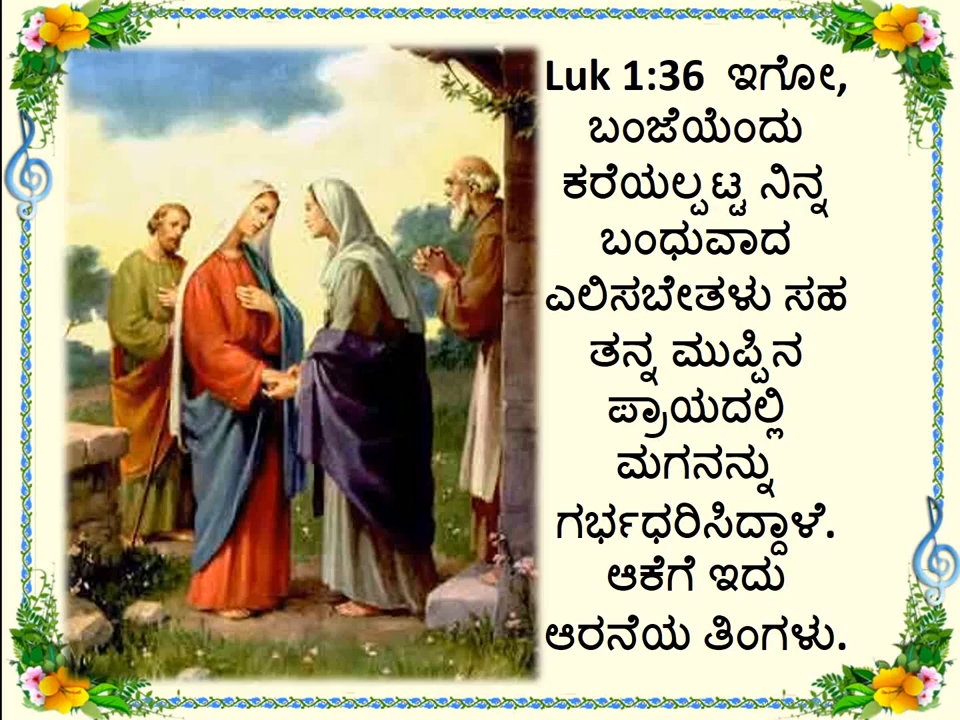 Luk 1:36 ಇಗೋ,
ಬಂಜೆಯೆಂದು
ಕರೆಯಲ್ಪಟ್ಟ ನಿನ್ನ
ಬಂಧುವಾದ
ಎಲಿಸಬೇತಳು ಸಹ
ತನ್ನ ಮುಪ್ಪಿನ
ಪ್ರಾಯದಲ್ಲಿ
ಮಗನನ್ನು
ಗರ್ಭಧರಿಸಿದ್ದಾಳೆ.
ಆಕೆಗೆ ಇದು
ಆರನೆಯ ತಿಂಗಳು.